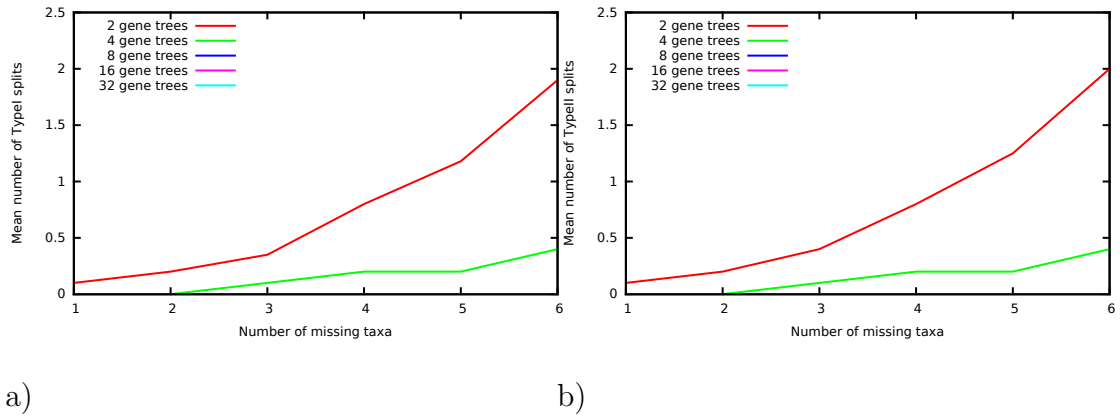 2.5
2
1.5
1
0.5
0
Mean number of TypeI splits
2 gene trees
4 gene trees
8 gene trees
16 gene trees
32 gene trees
1 2 3 4 5 6
Number of missing taxa
a)
2.5
2
1.5
1
0.5
0
Mean number of TypeII splits
2 gene trees
4 gene trees
8 gene trees
16 gene trees
32 gene trees
1 2 3 4 5 6
Number of missing taxa
b)